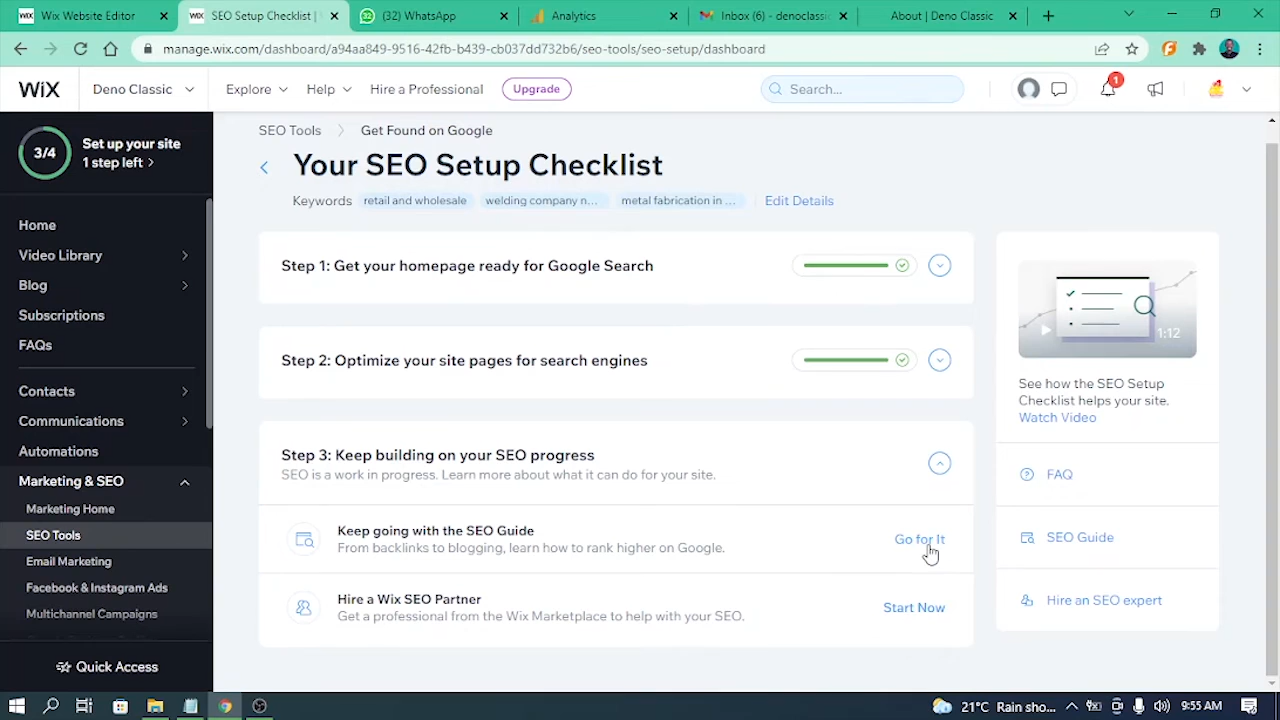 Wix Website Editor
SEO Setup Checklist |
(32) WhatsApp
Analytics
Inbox (6) - denoclassic
About | Deno Classic
manage.wix.com/dashboard/a94aa849-9516-42fb-b439-cb037dd732b6/seo-tools/seo-setup/dashboard
WiX
Deno Classic
Explore
Help
Hire a Professional
Upgrade
Search...
1
3/4
Set up your site
1 step left >
Home
Video Library
Blog
Subscriptions
FAQs
Contacts
Communications
Automations
Marketing & SEO
Marketing Home
SEO Tools
Email Marketing
Facebook & Instagram Ads
Multichannel Campaigns
Quick Access
SEO Tools > Get Found on Google
Your SEO Setup Checklist
Keywords retail and wholesale welding company n... metal fabrication in ... Edit Details
Step 1: Get your homepage ready for Google Search
Step 2: Optimize your site pages for search engines
Step 3: Keep building on your SEO progress
SEO is a work in progress. Learn more about what it can do for your site.
Keep going with the SEO Guide
From backlinks to blogging, learn how to rank higher on Google.
Go for It
Hire a Wix SEO Partner
Get a professional from the Wix Marketplace to help with your SEO.
Start Now
1:12
See how the SEO Setup
Checklist helps your site.
Watch Video
FAQ
SEO Guide
Hire an SEO expert
21°C Rain sho...
9:55 AM